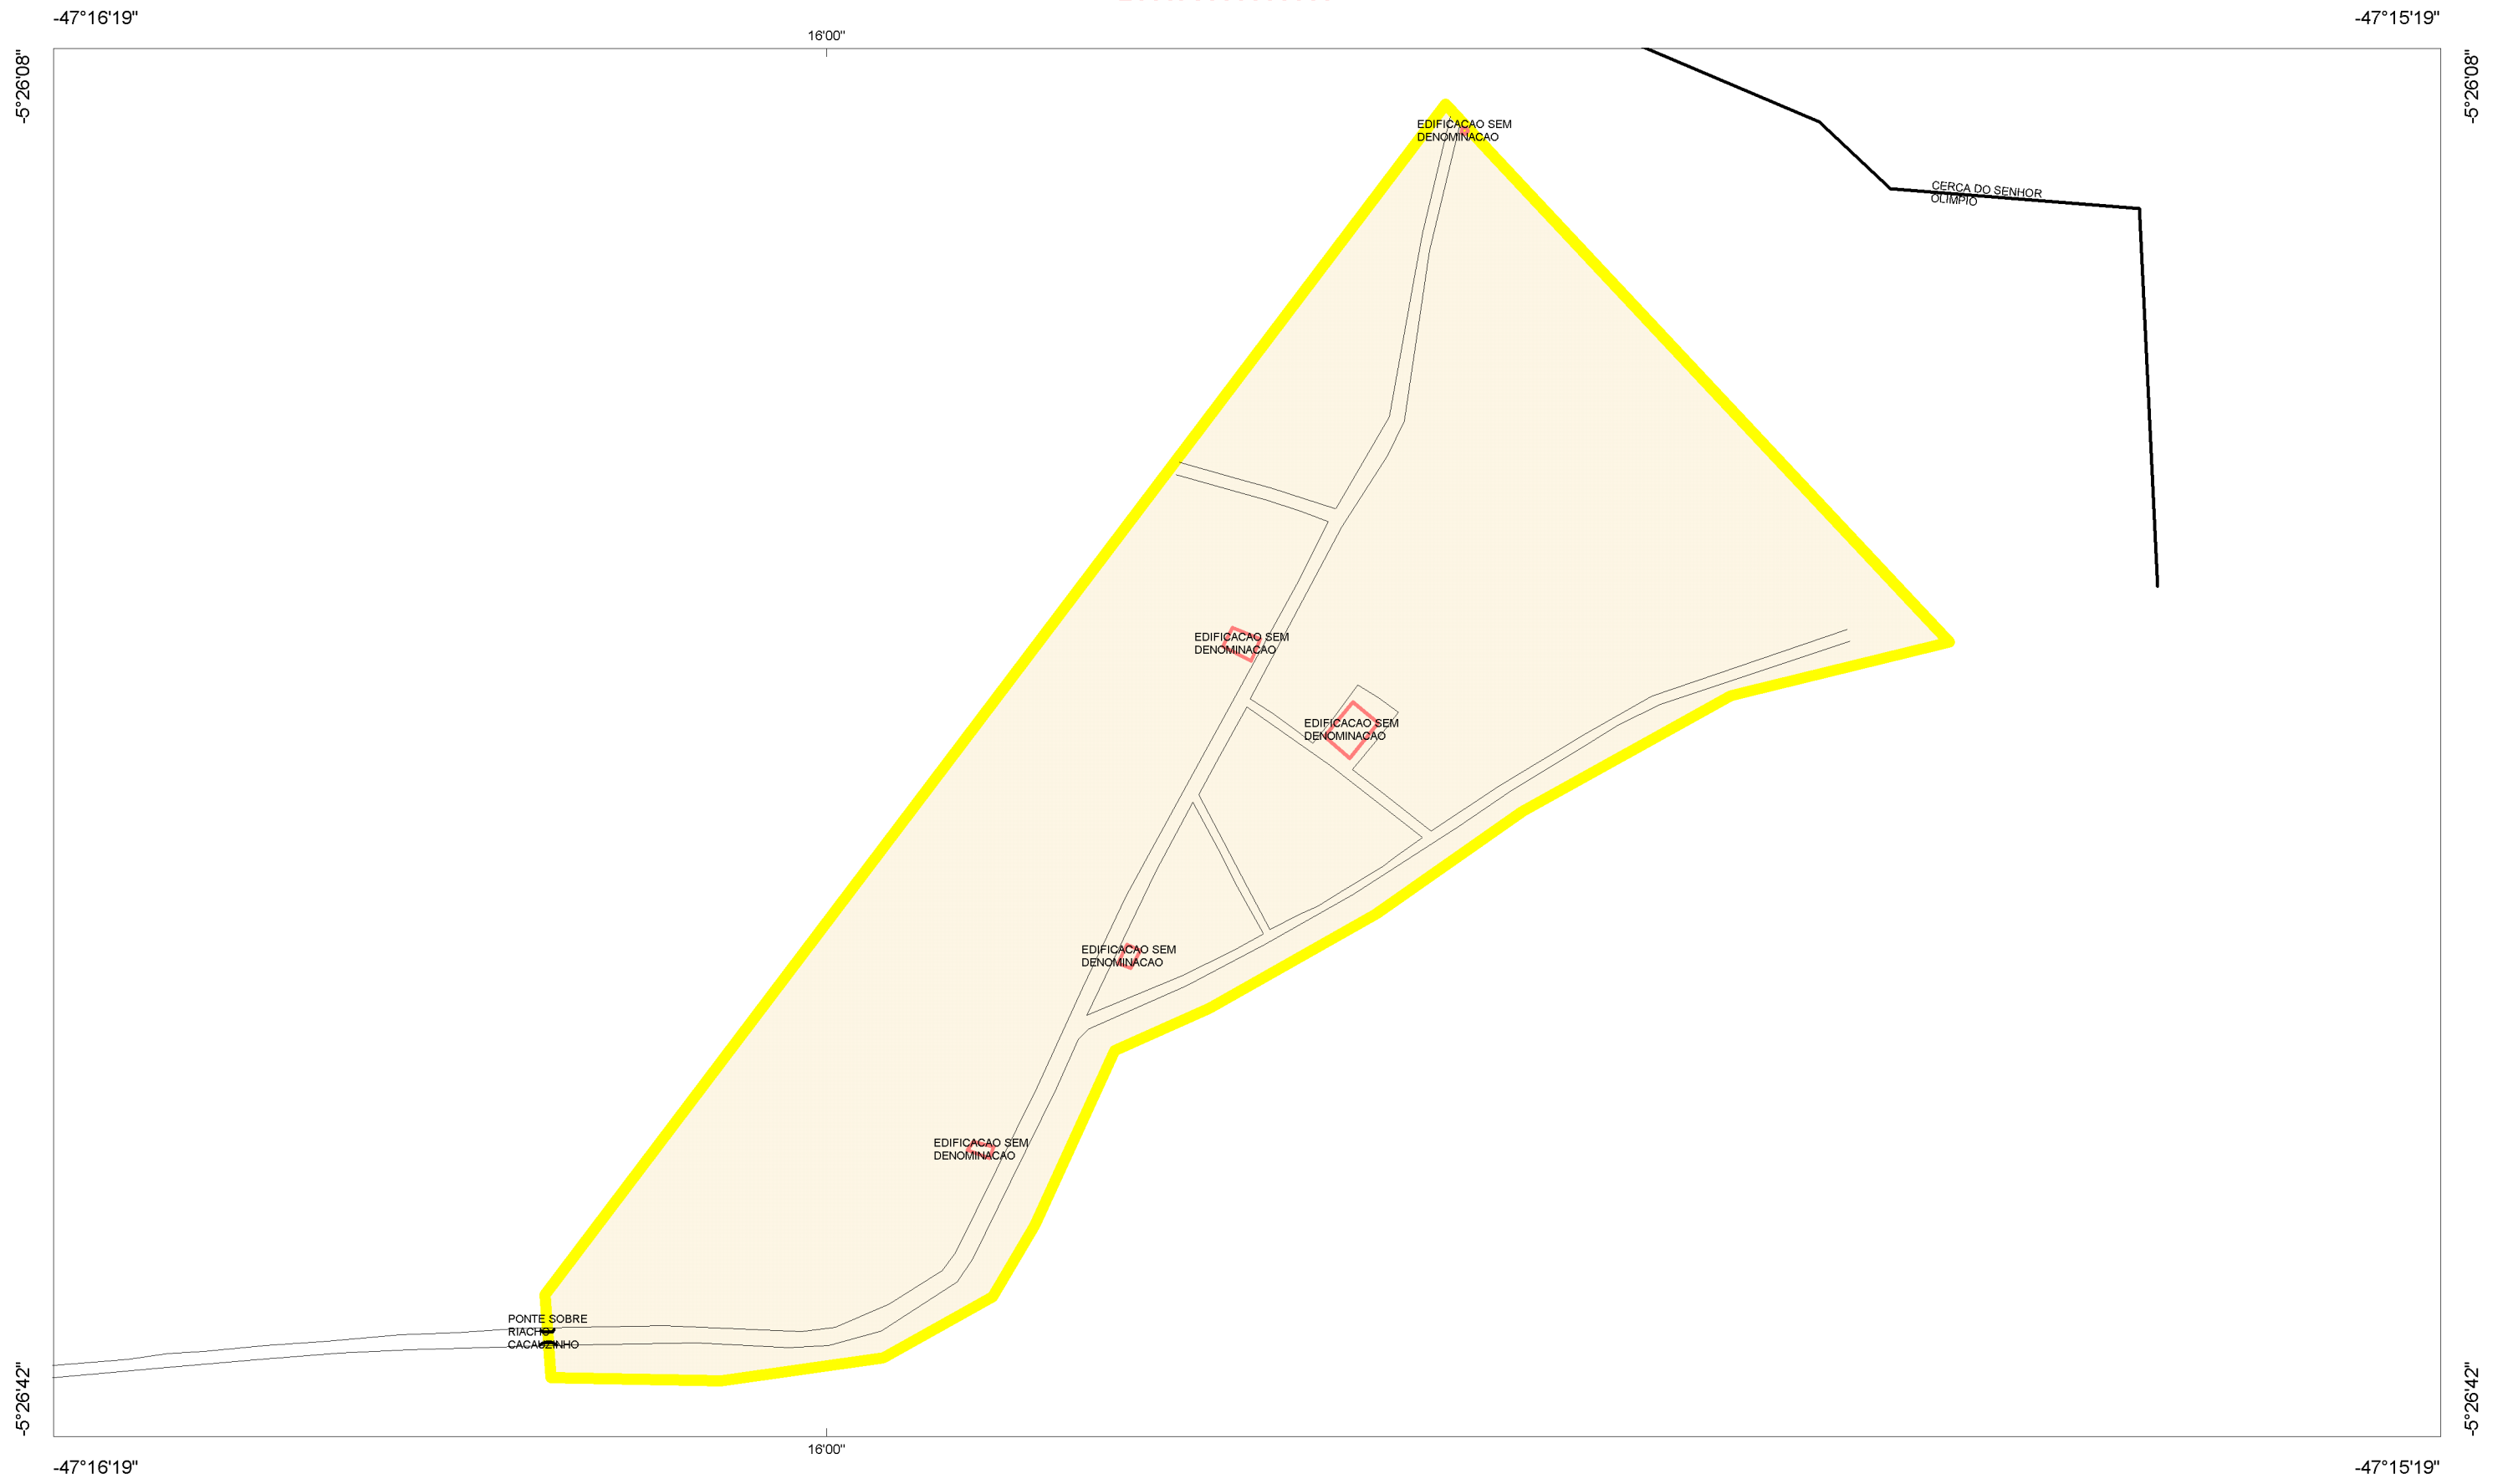 -47°16'19"
-47°15'19"
16'00"
-5°26'08"
-5°26'08"
EDIFICACAO SEM
DENOMINACAO
CERCA DO SENHOR
OLIMPIO
EDIFICACAO SEM
DENOMINACAO
EDIFICACAO SEM
DENOMINACAO
EDIFICACAO SEM
DENOMINACAO
EDIFICACAO SEM
DENOMINACAO
PONTE SOBRE
RIACHO
CACAUZINHO
-5°26'42"
-5°26'42"
16'00"
-47°16'19"
-47°15'19"